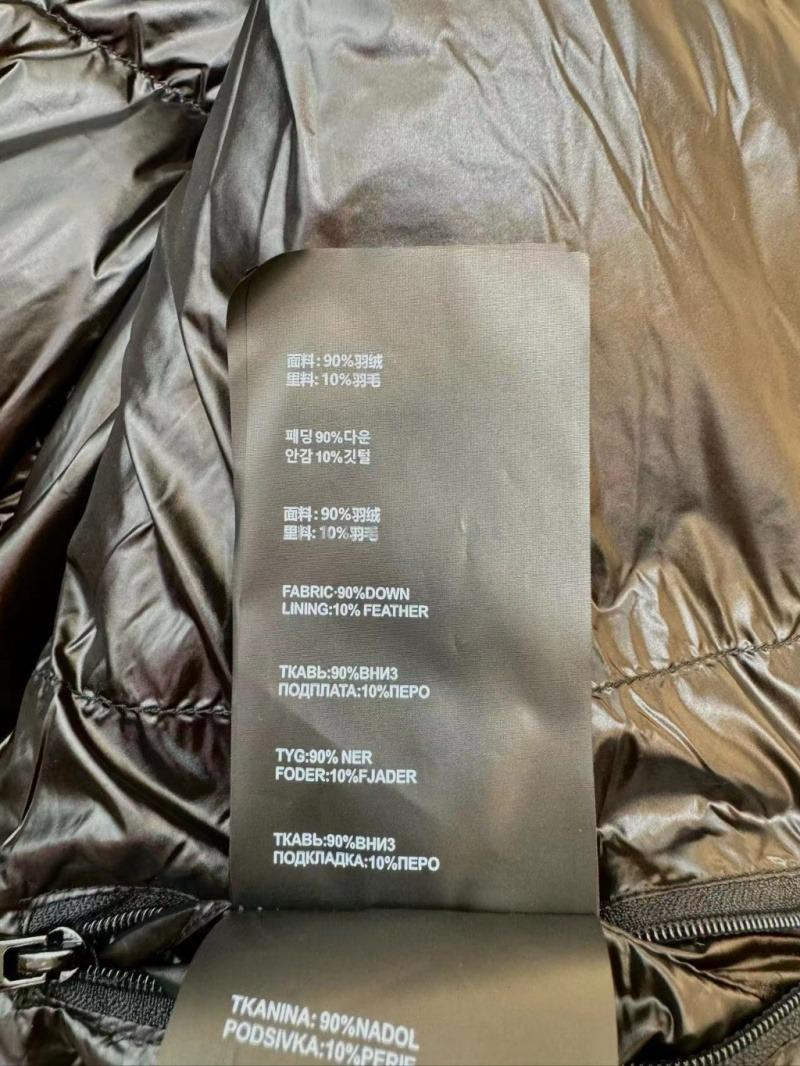 面料:90%羽绒
里料:10%羽毛
패딩 90%다운
안감 10%깃털
面料:90%羽绒
里料:10%羽毛
FABRIC:90%DOWN
LINING:10% FEATHER
ТКАВЬ:90%ВНИЗ
ПОДПЛАТА:10%ПЕРО
TYG:90% NER
FODER:10%FJADER
ТКАВЬ:90%ВНИЗ
ПОДКЛАДКА:10%ПЕРО
TKANINA: 90%NADOL
PODSIVKA:10%PERIE